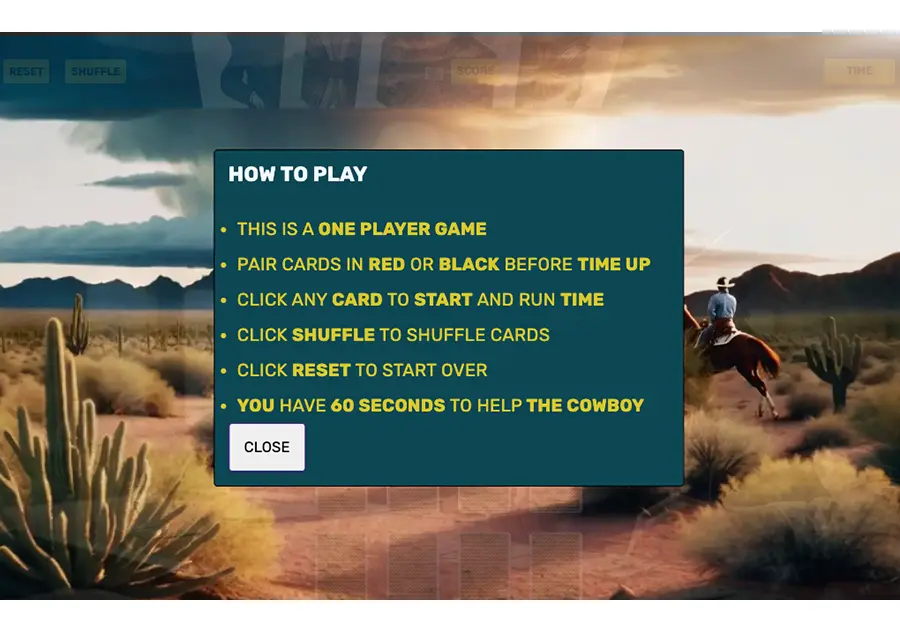 RESET SHUFFLE SCORE TIME
HOW TO PLAY
• THIS IS A ONE PLAYER GAME
• PAIR CARDS IN RED OR BLACK BEFORE TIME UP
• CLICK ANY CARD TO START AND RUN TIME
• CLICK SHUFFLE TO SHUFFLE CARDS
• CLICK RESET TO START OVER
• YOU HAVE 60 SECONDS TO HELP THE COWBOY
CLOSE